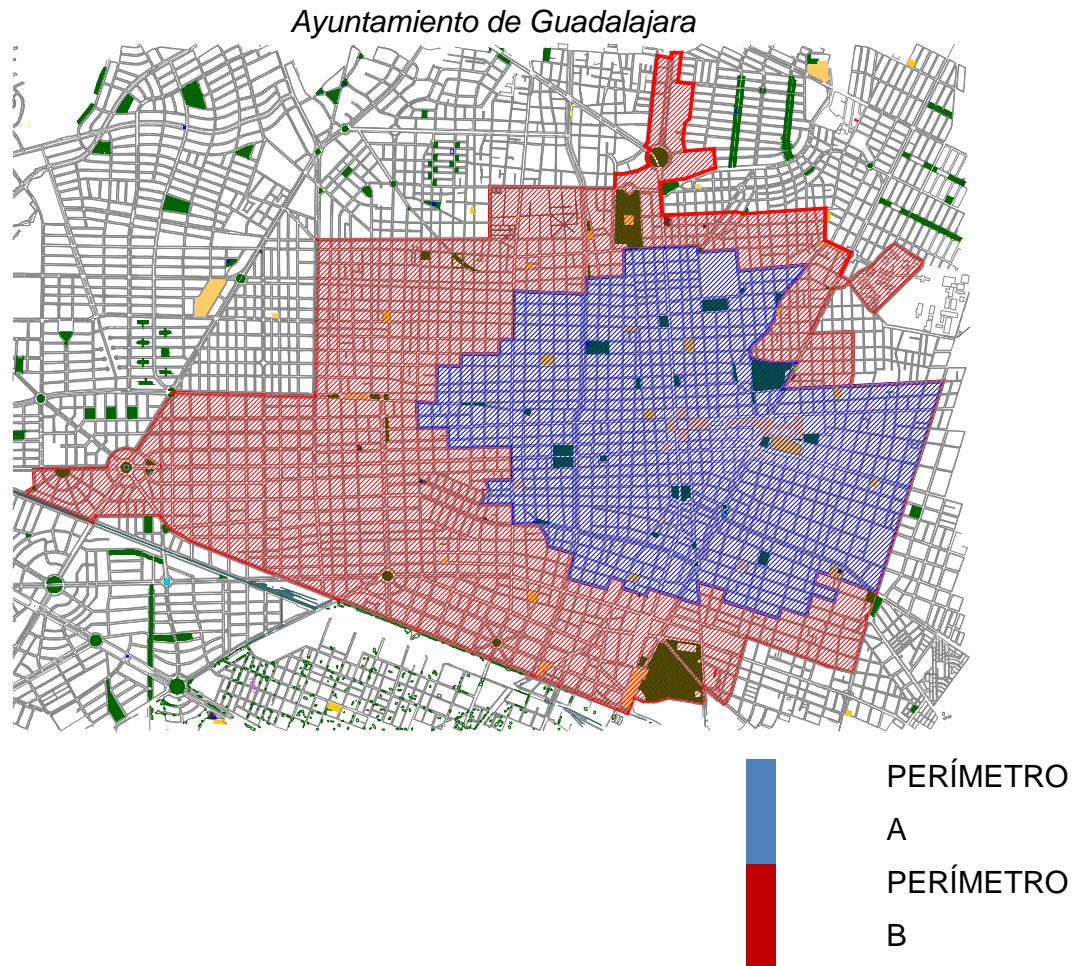 Ayuntamiento de Guadalajara
PERÍMETRO
A
PERÍMETRO
B